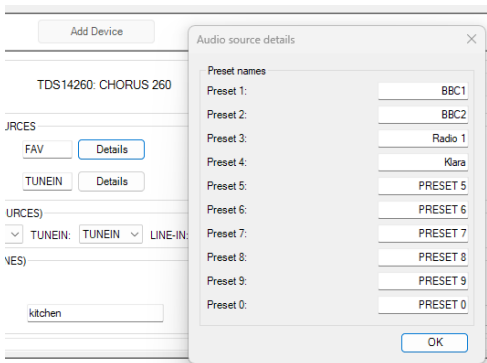 Add Device
TDS14260: CHORUS 260
URCES
FAV Details
TUNEIN Details
OURCES)
TUNEIN: TUNEIN LINE-IN:
NES)
kitchen
Audio source details
Preset names
Preset 1: BBC1
Preset 2: BBC2
Preset 3: Radio 1
Preset 4: Klara
Preset 5: PRESET 5
Preset 6: PRESET 6
Preset 7: PRESET 7
Preset 8: PRESET 8
Preset 9: PRESET 9
Preset 0: PRESET 0
OK